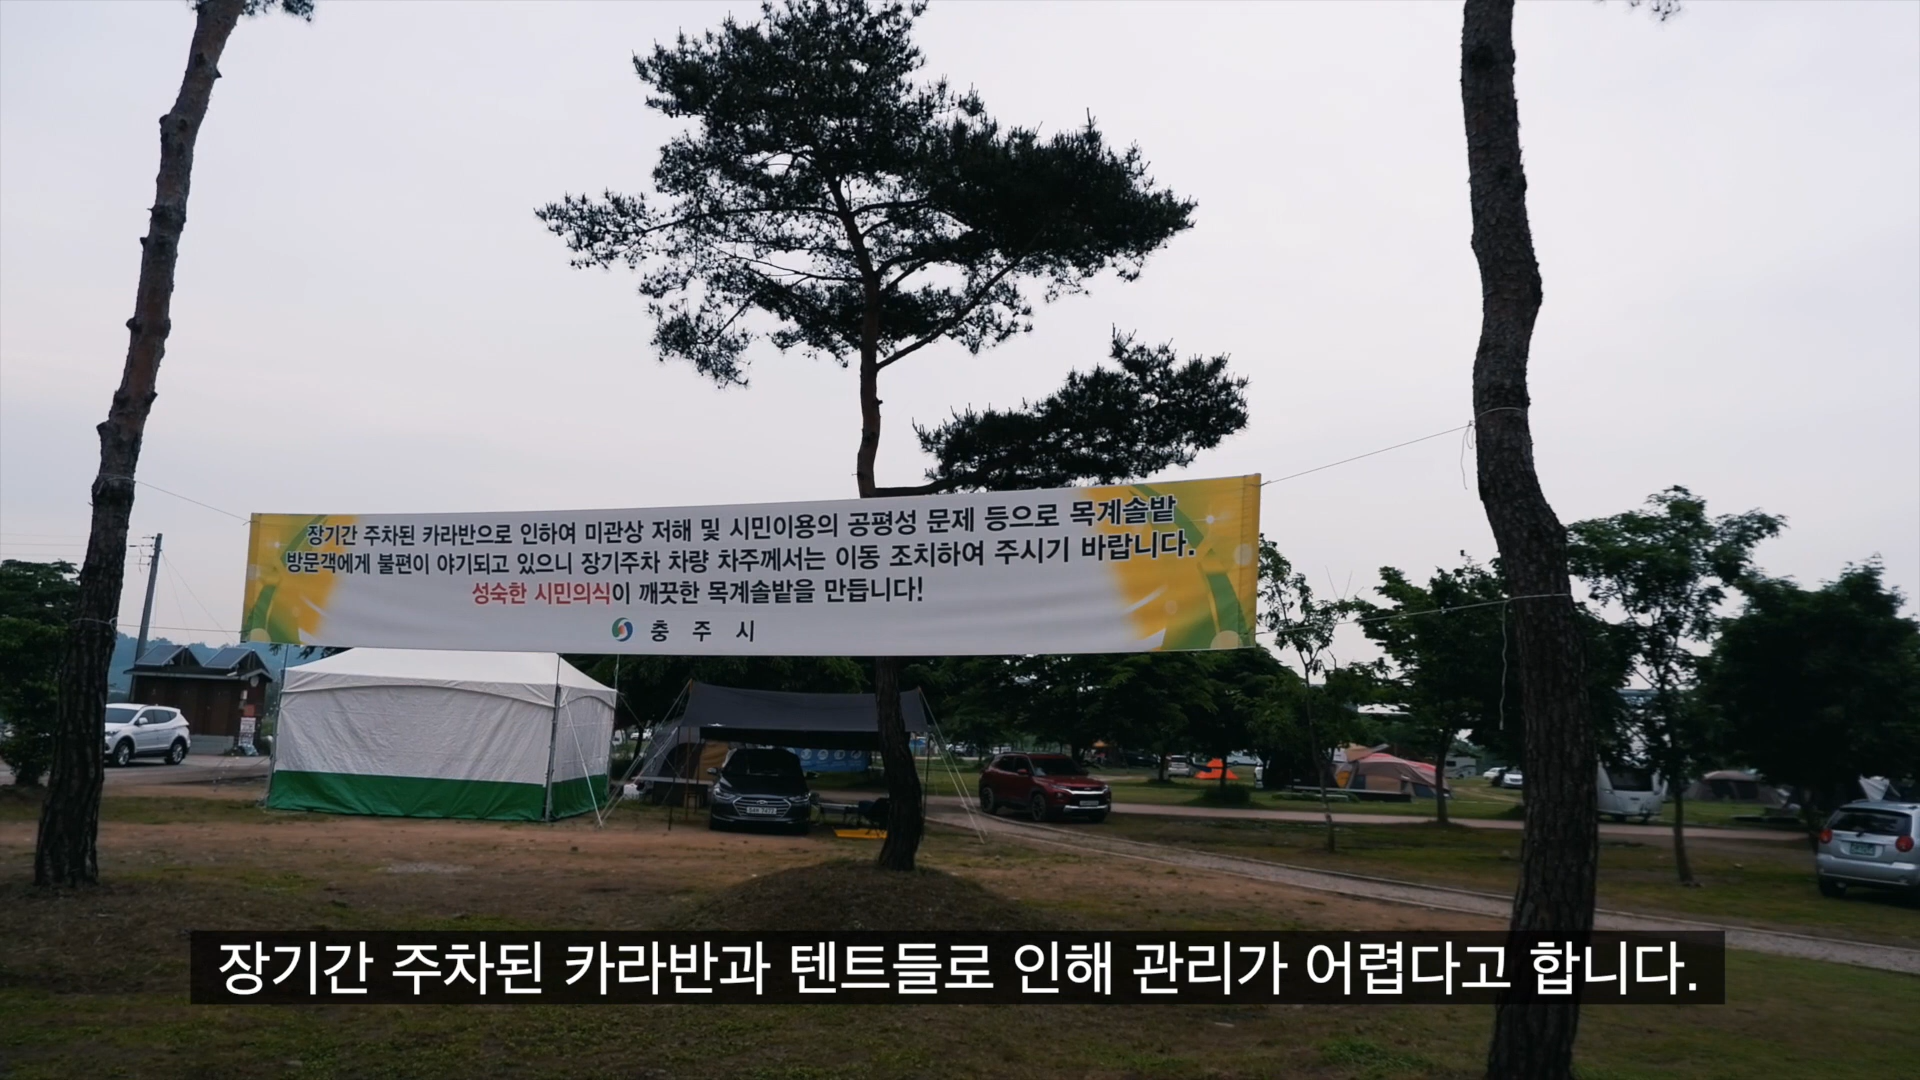 장기간 주차된 카라반으로 인하여 미관상 저해 및 시민이용의 공평성 문제 등으로 목계솔밭
방문객에게 불편이 야기되고 있으니 장기주차 차량 차주께서는 이동 조치하여 주시기 바랍니다.
성숙한 시민의식이 깨끗한 목계솔밭을 만듭니다!
충 주 시
장기간 주차된 카라반과 텐트들로 인해 관리가 어렵다고 합니다.